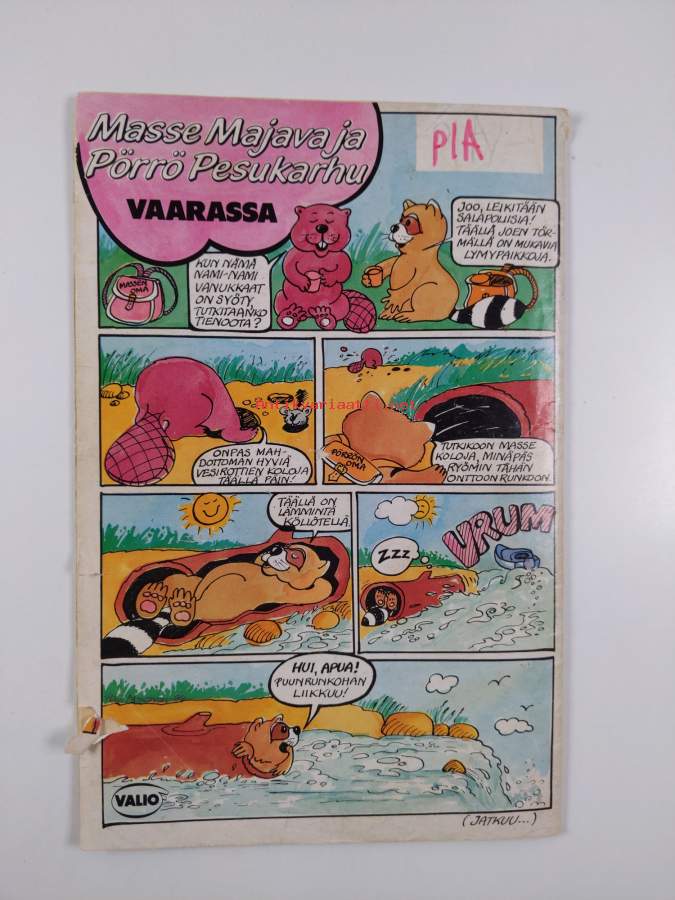 Masse Majava ja
Pörrö Pesukarhu
VAARASSA
PIA
MASSEN
OMA
KUN NÄMÄ
NAMI-NAMI
VANUKKAAT
ON SYÖTY,
TUTKITAANKO
TIENOOTA?
JOO, LEIKITÄÄN
SALAPOLIISIA!
TÄÄLLÄ JOEN TÖR-
MÄLLÄ ON MUKAVIA
LYMYPAIKKOJA.
ONPAS MAH-
DOTTOMAN HYVIÄ
VESIROTTIEN KOLOJA
TÄÄLLÄ PÄIN!
PÖRRÖN
OMA
TUTKIKOON MASSE
KOLOJA, MINÄPÄS
RYÖMIN TÄHÄN
ONTTOON RUNKOON.
Antikvariaatti.net
TÄÄLLÄ ON
LÄMMINTÄ
KÖLLÖTELLÄ.
ZZZ
VRUM
HUI, APUA!
PUUNRUNKOHAN
LIIKKUU!
VALIO
(JATKUU...)